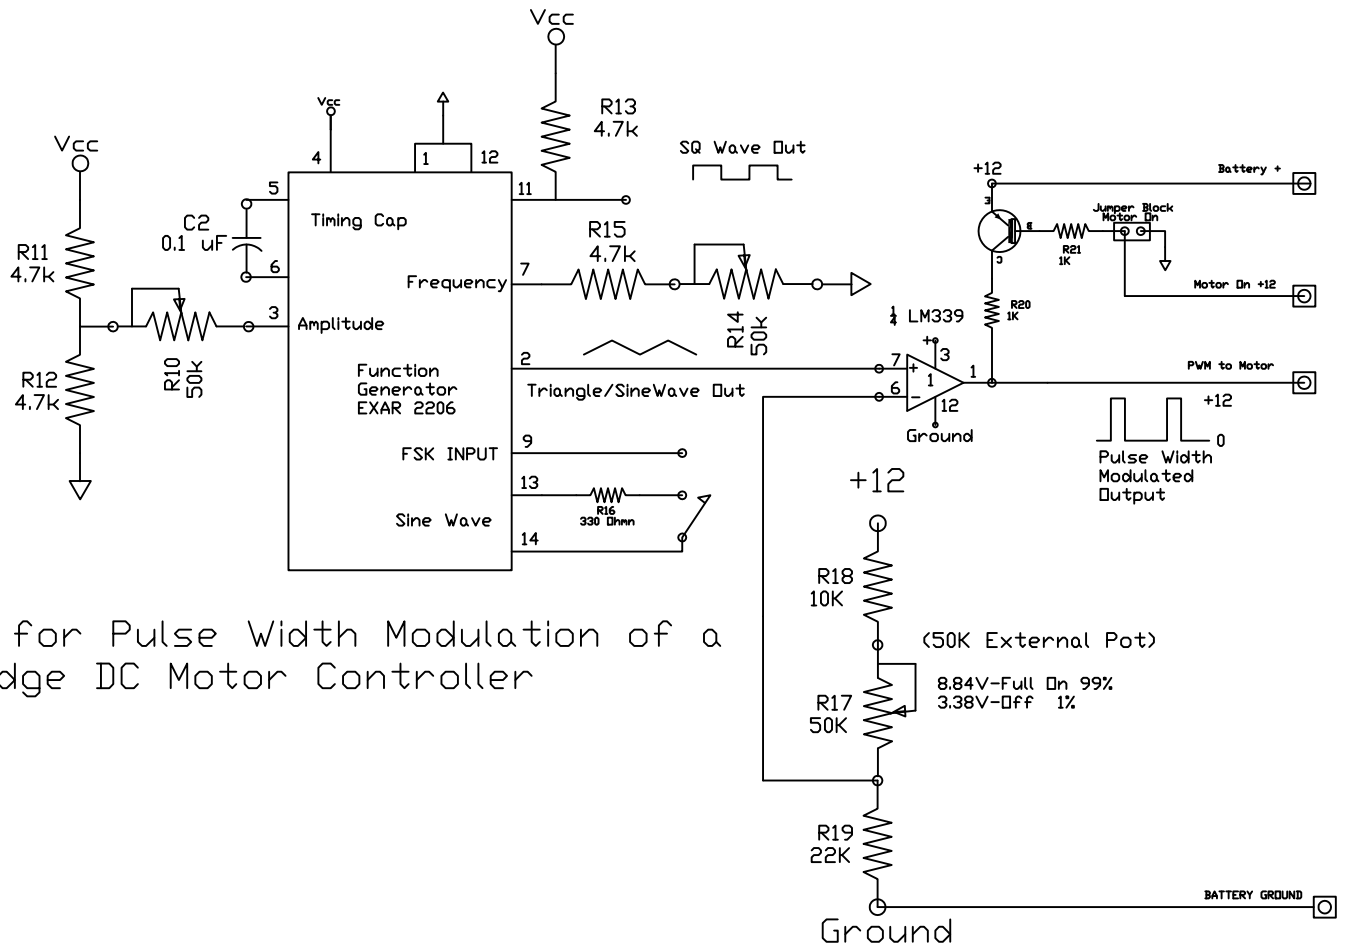 Vcc
R13
4.7k
SQ Wave Out
Vcc
4
1
12
Vcc
5
Timing Cap
11
C2
0.1 uF
R11
4.7k
6
Frequency
7
R15
4.7k
R14
50k
3
Amplitude
R10
50k
R12
4.7k
Function
Generator
EXAR 2206
2
Triangle/SineWave Out
9
FSK INPUT
13
R16
330 Ohmn
Sine Wave
14
+12
E
B
C
R21
1K
Jumper Block
Motor On
Battery +
Motor On +12
R20
1K
LM339
+
3
7
+
1
6
-
12
1
Ground
PWM to Motor
+12
0
Pulse Width
Modulated
Output
+12
R18
10K
(50K External Pot)
R17
50K
8.84V-Full On 99%
3.38V-Off 1%
R19
22K
Ground
BATTERY GROUND
for Pulse Width Modulation of a
dge DC Motor Controller